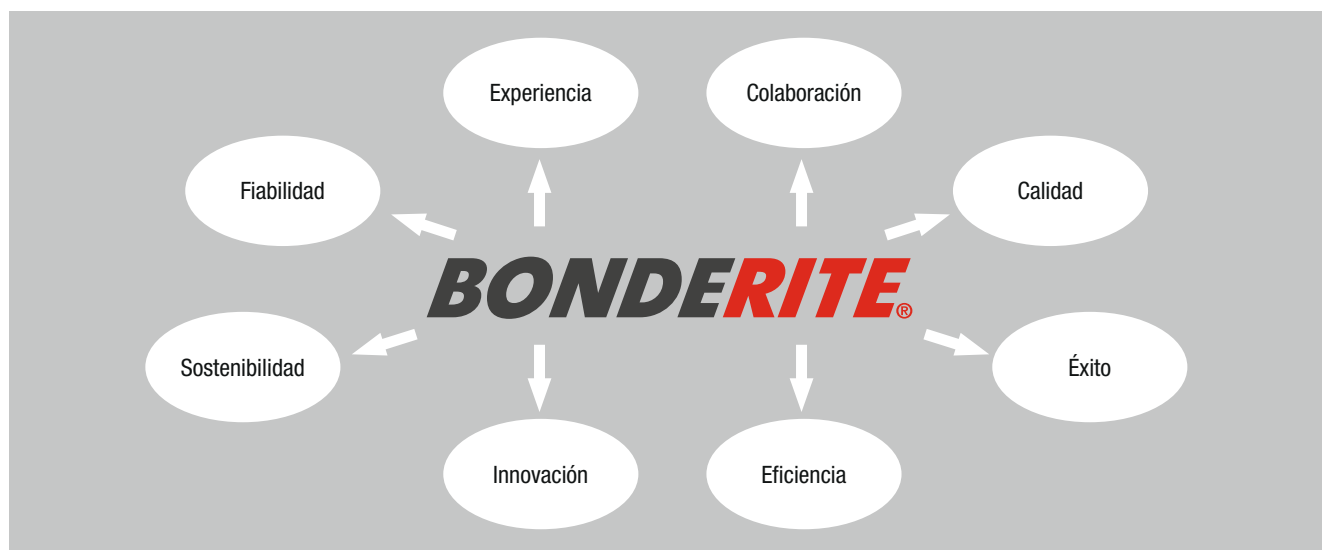 Experiencia
Colaboración
Fiabilidad
Calidad
BONDERITE®
Sostenibilidad
Éxito
Innovación
Eficiencia